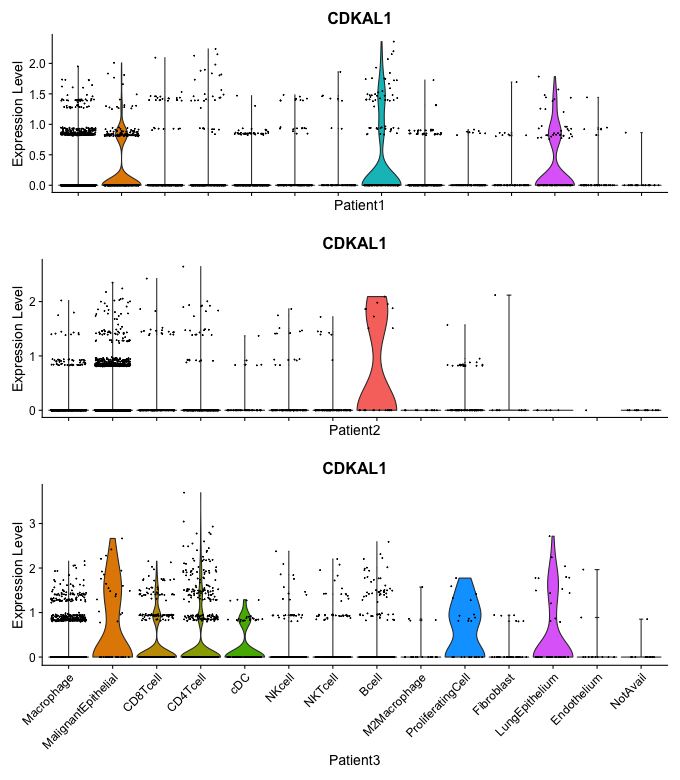 CDKAL1
Expression Level
2.0
1.5
1.0
0.5
0.0
Patient1
CDKAL1
Expression Level
2
1
0
Patient2
CDKAL1
Expression Level
3
2
1
0
Macrophage
MalignantEpithelial
CD8Tcell
CD4Tcell
cDC
NKcell
NKTcell
Bcell
M2Macrophage
ProliferatingCell
Fibroblast
LungEpithelium
Endothelium
NotAvail
Patient3